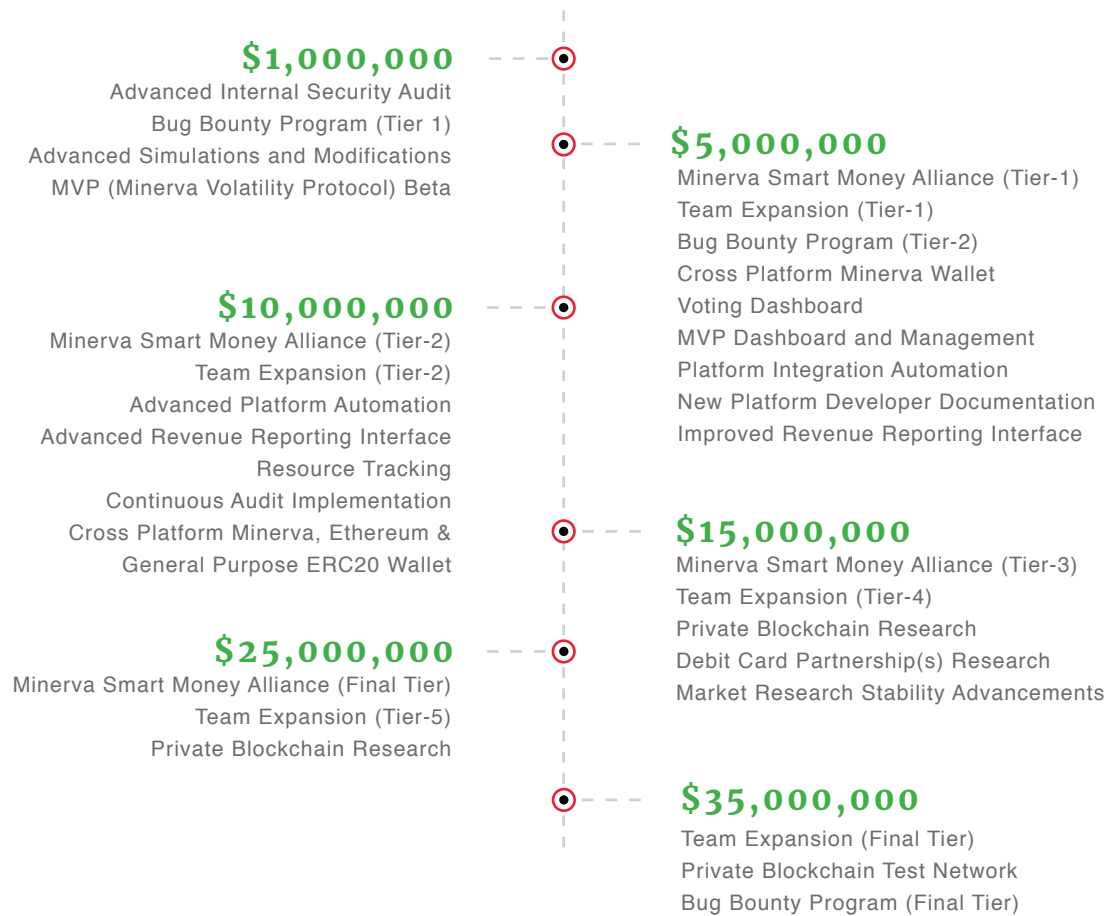 $1,000,000
Advanced Internal Security Audit
Bug Bounty Program (Tier 1)
Advanced Simulations and Modifications
MVP (Minerva Volatility Protocol) Beta
$5,000,000
Minerva Smart Money Alliance (Tier-1)
Team Expansion (Tier-1)
Bug Bounty Program (Tier-2)
Cross Platform Minerva Wallet
Voting Dashboard
MVP Dashboard and Management
Platform Integration Automation
New Platform Developer Documentation
Improved Revenue Reporting Interface
$10,000,000
Minerva Smart Money Alliance (Tier-2)
Team Expansion (Tier-2)
Advanced Platform Automation
Advanced Revenue Reporting Interface
Resource Tracking
Continuous Audit Implementation
Cross Platform Minerva, Ethereum &
General Purpose ERC20 Wallet
$15,000,000
Minerva Smart Money Alliance (Tier-3)
Team Expansion (Tier-4)
Private Blockchain Research
Debit Card Partnership(s) Research
Market Research Stability Advancements
$25,000,000
Minerva Smart Money Alliance (Final Tier)
Team Expansion (Tier-5)
Private Blockchain Research
$35,000,000
Team Expansion (Final Tier)
Private Blockchain Test Network
Bug Bounty Program (Final Tier)